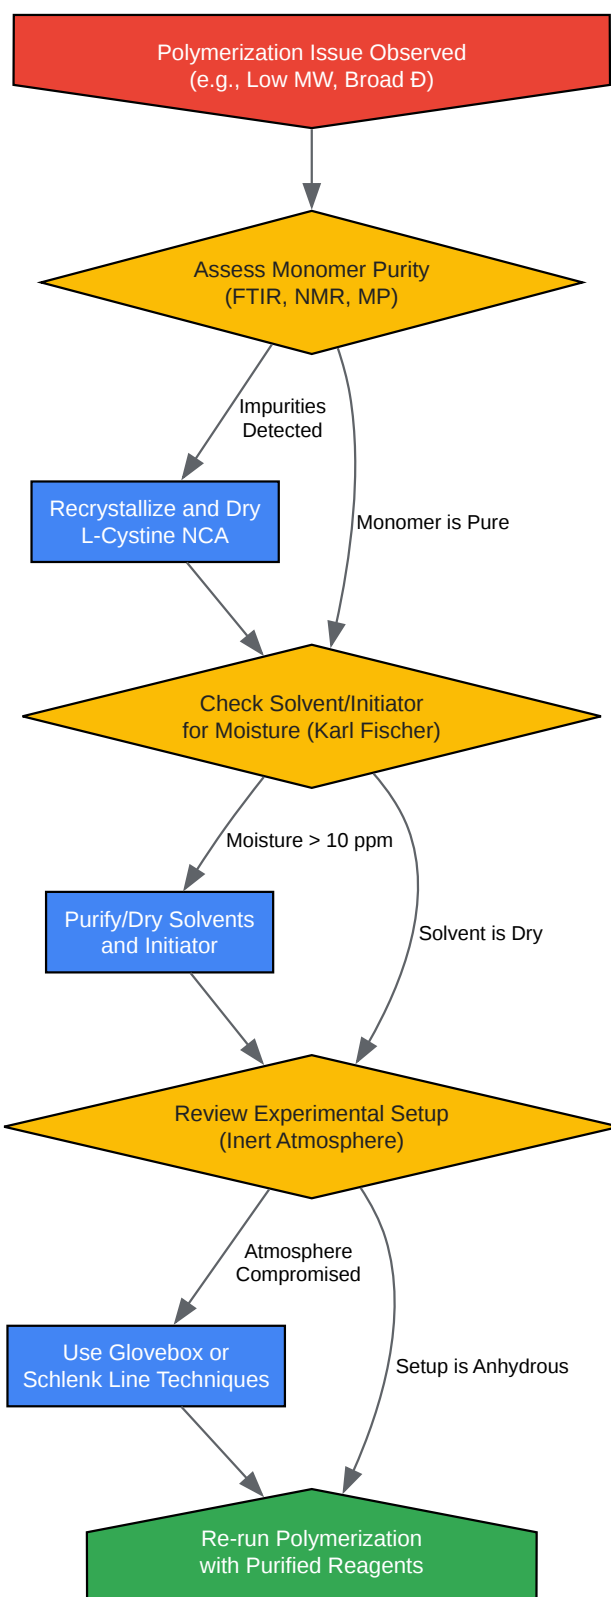 Polymerization Issue Observed
(e.g., Low MW, Broad Đ)
Assess Monomer Purity
(FTIR, NMR, MP)
Impurities
Detected
Recrystallize and Dry
L-Cystine NCA
Monomer is Pure
Check Solvent/Initiator
for Moisture (Karl Fischer)
Moisture > 10 ppm
Purify/Dry Solvents
and Initiator
Solvent is Dry
Review Experimental Setup
(Inert Atmosphere)
Atmosphere
Compromised
Use Glovebox or
Schlenk Line Techniques
Setup is Anhydrous
Re-run Polymerization
with Purified Reagents